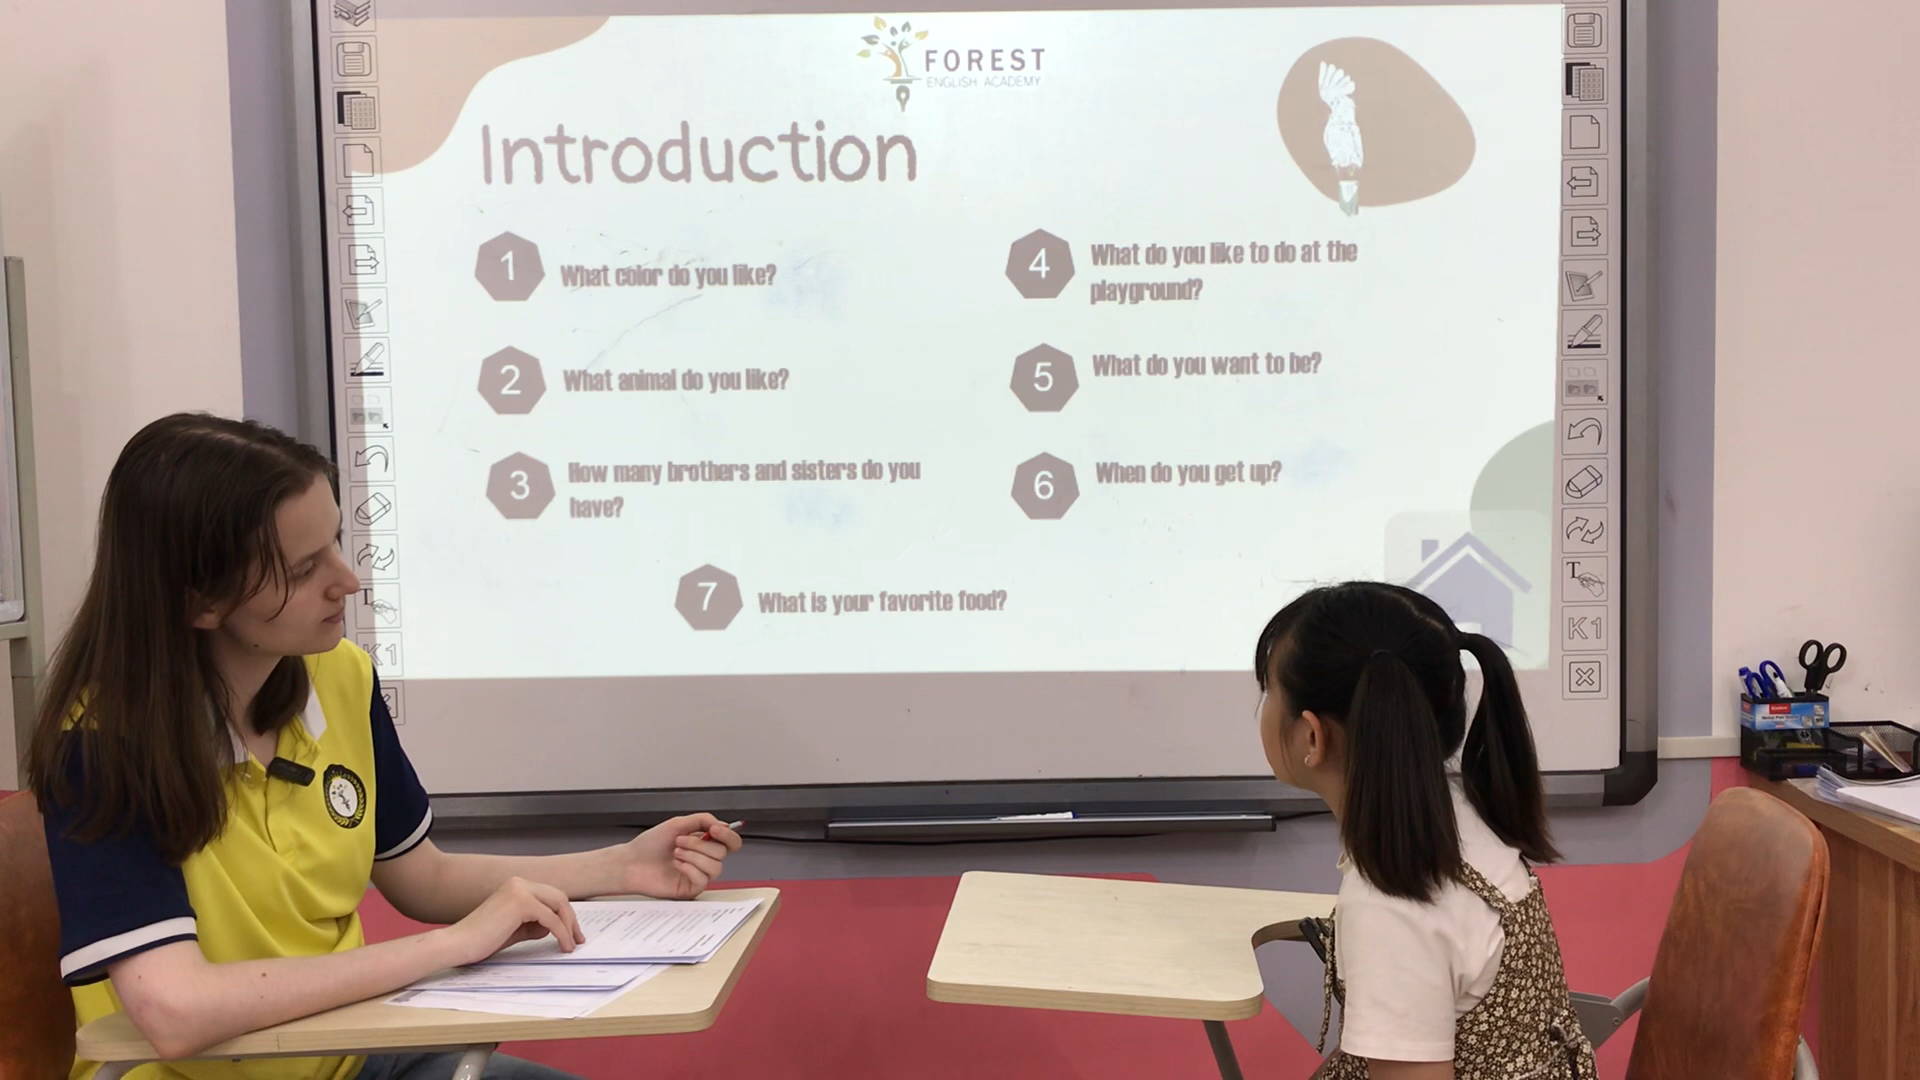 FOREST
ENGLISH ACADEMY
Introduction
1 What color do you like?
2 What animal do you like?
3 How many brothers and sisters do you
have?
4 What do you like to do at the
playground?
5 What do you want to be?
6 When do you get up?
7 What is your favorite food?
T
K1
T
K1